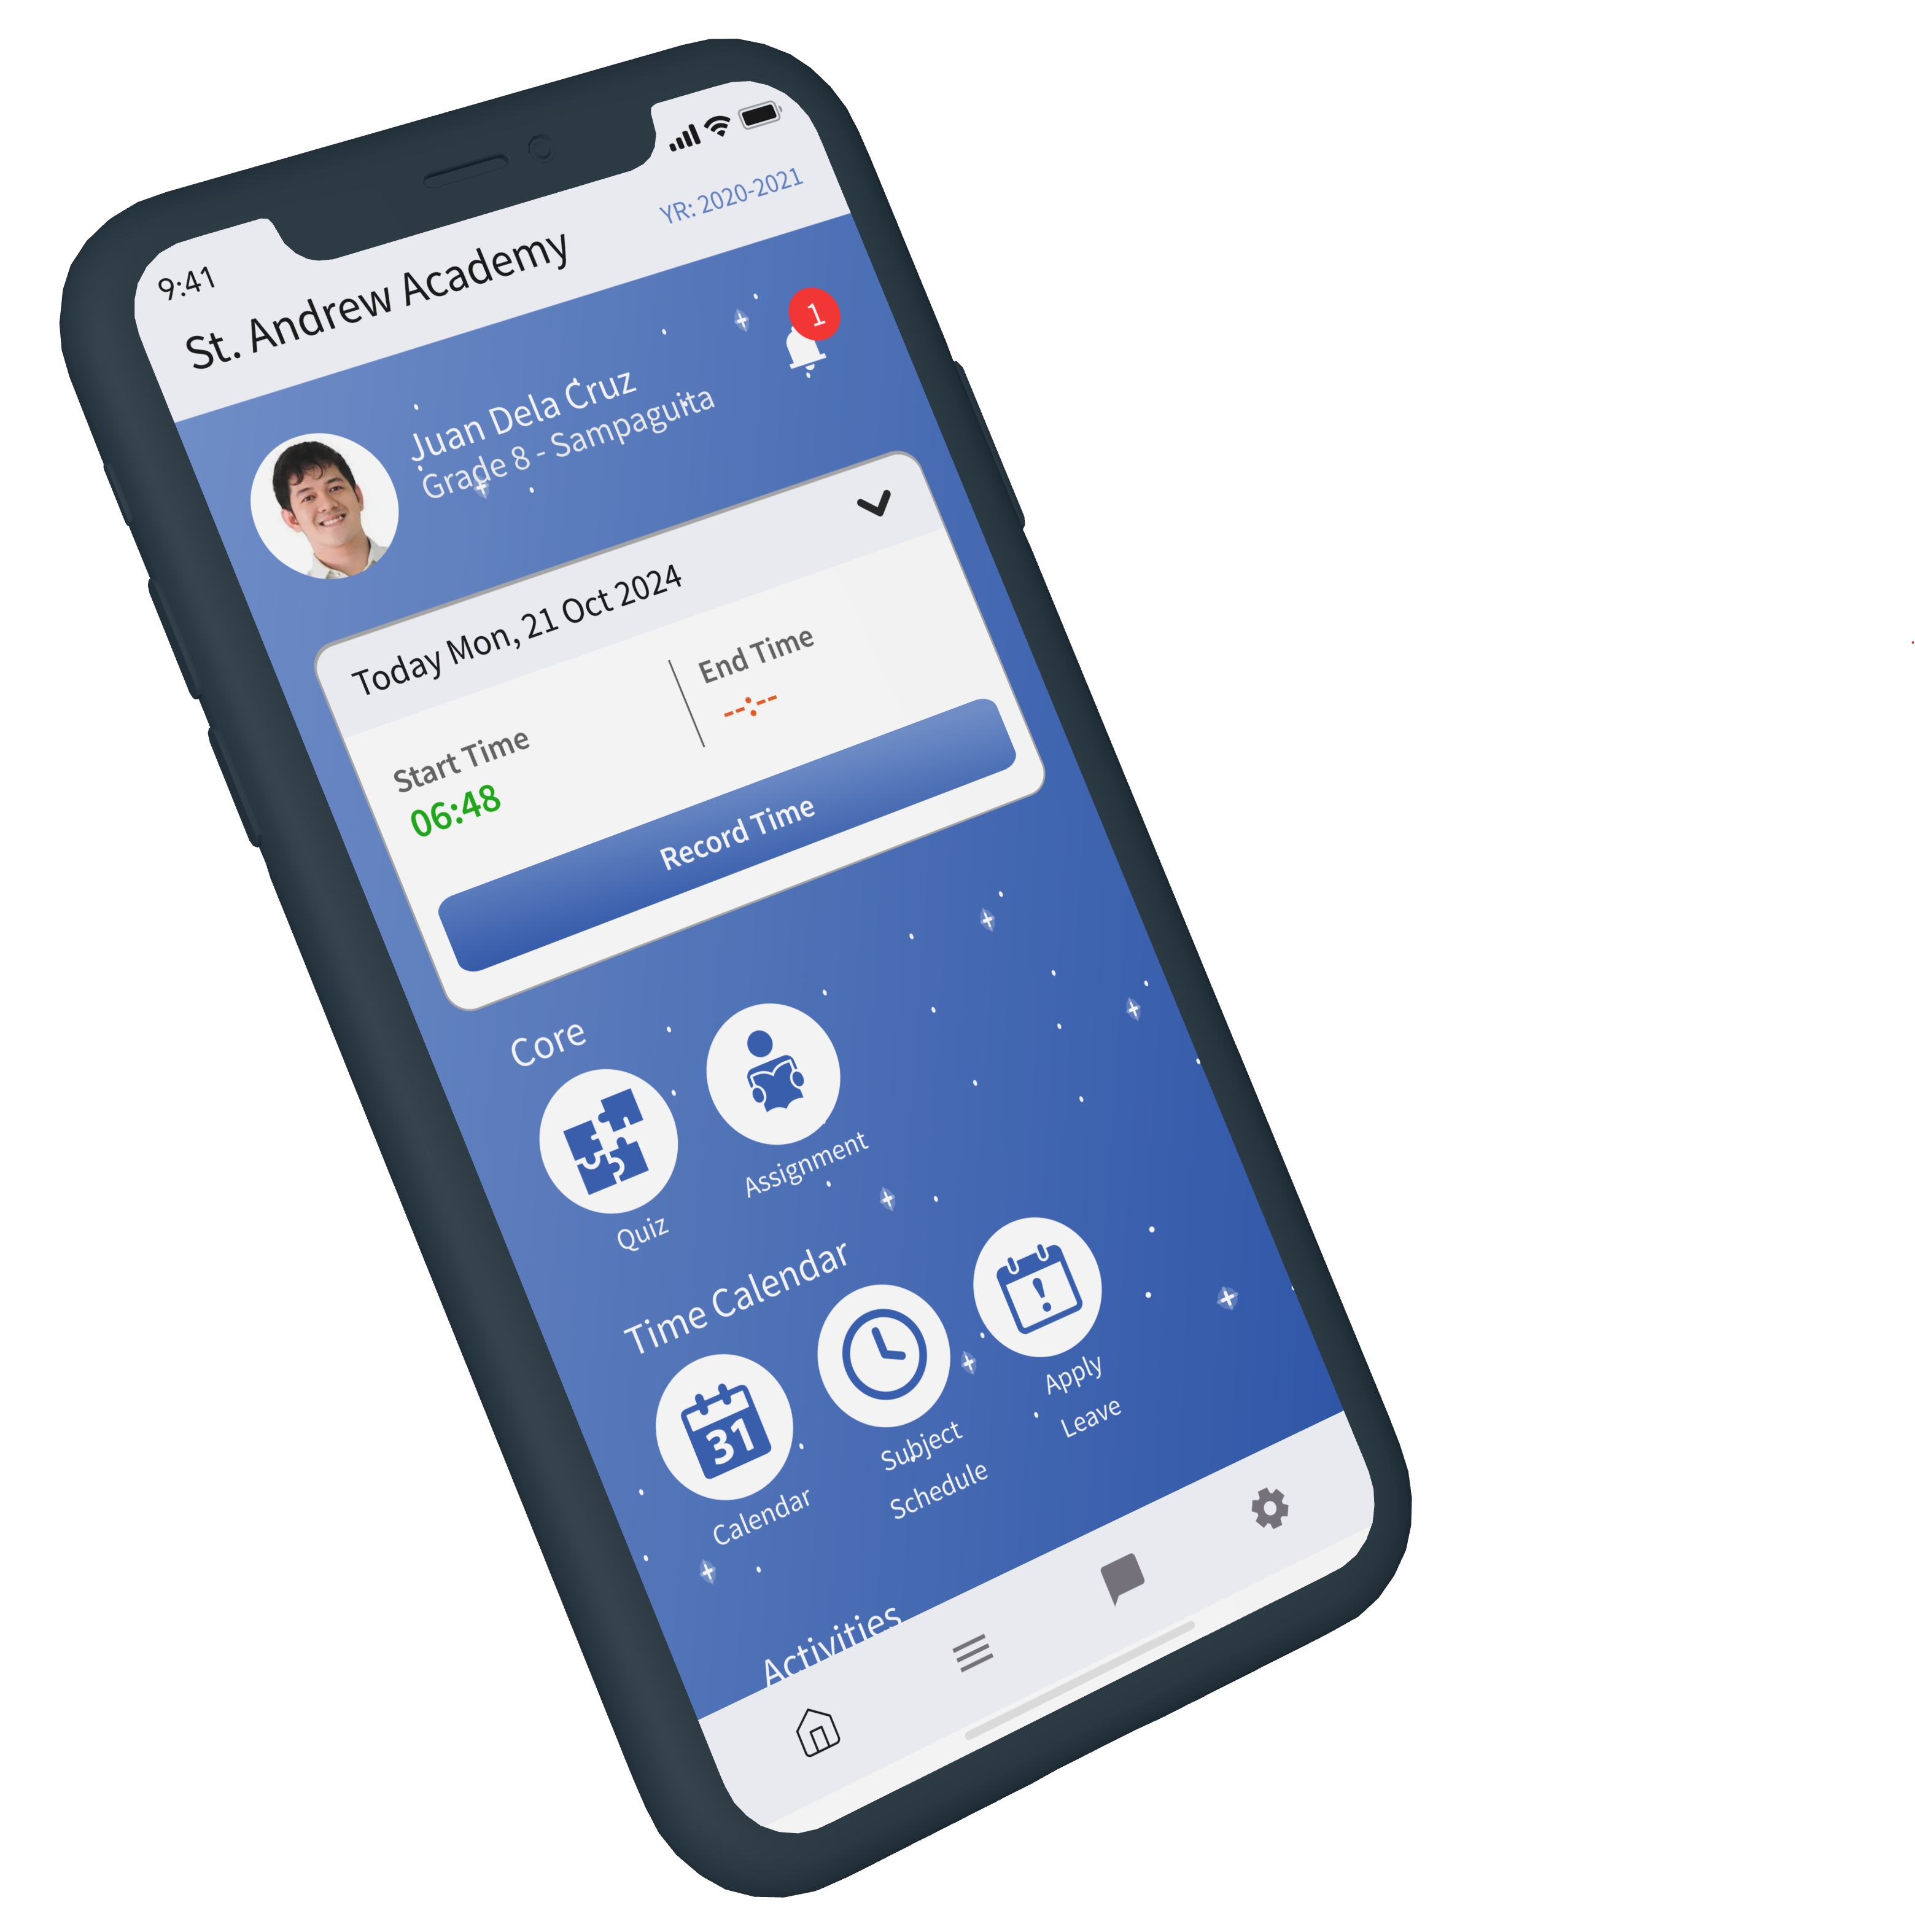 9:41
St. Andrew Academy
YR: 2020-2021
1
Juan Dela Cruz
Grade 8 - Sampaguita
Today Mon, 21 Oct 2024
Start Time
06:48
End Time
--:--
Record Time
Core
Quiz
Assignment
Time Calendar
31
Calendar
Subject
Schedule
!
Apply
Leave
Activities